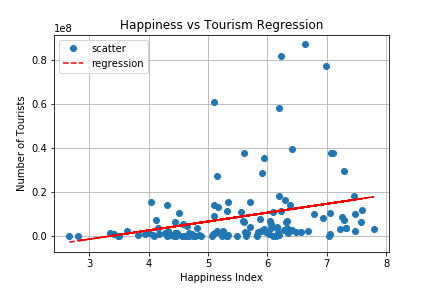 Happiness vs Tourism Regression
1e8
scatter
regression
0.8
0.6
0.4
0.2
0.0
Number of Tourists
3 4 5 6 7 8
Happiness Index